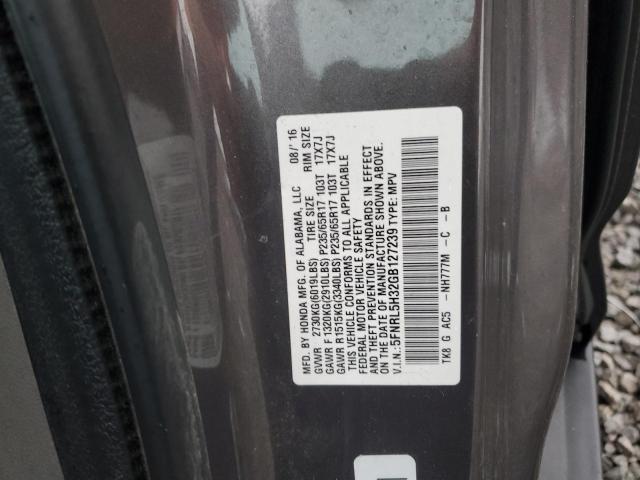 MFD. BY HONDA MFG. OF ALABAMA, LLC 08/'16
GVWR 2730KG(6019LBS) TIRE SIZE RIM SIZE
GAWR F 1320KG(2910LBS) P235/65R17 103T 17X7J
GAWR R1515KG(3340LBS) P235/65R17 103T 17X7J
THIS VEHICLE CONFORMS TO ALL APPLICABLE
FEDERAL MOTOR VEHICLE SAFETY
AND THEFT PREVENTION STANDARDS IN EFFECT
ON THE DATE OF MANUFACTURE SHOWN ABOVE.
V.I.N.: 5FNRL5H32GB127239 TYPE: MPV
TK8 G AC5 - NH777M - C - B